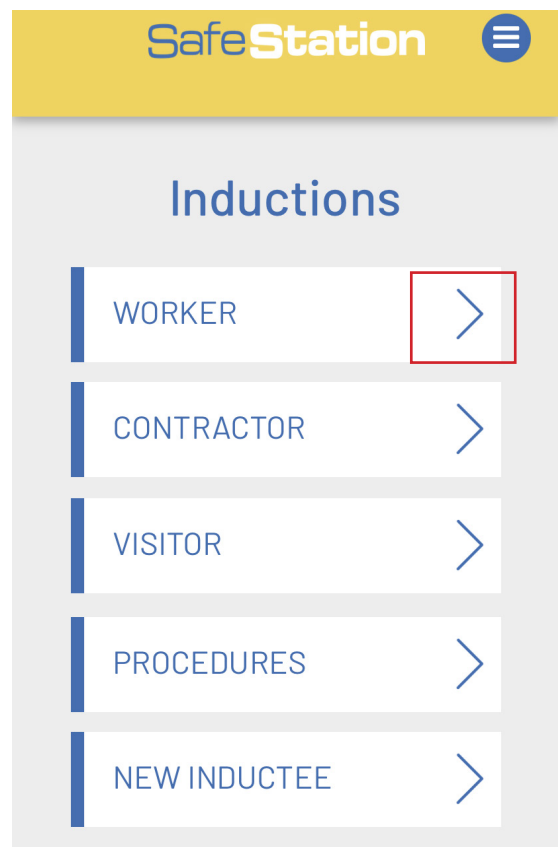 SafeStation
Inductions
WORKER
CONTRACTOR
VISITOR
PROCEDURES
NEW INDUCTEE